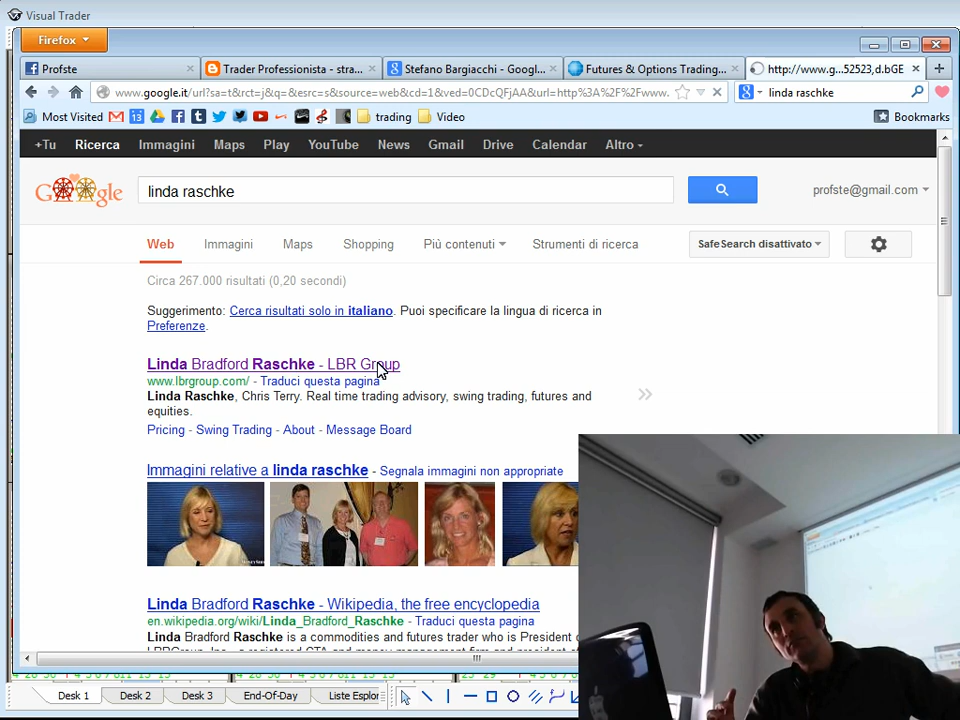 Visual Trader
Firefox
Profste
Trader Professionista - stra...
Stefano Bargiacchi - Googl...
Futures & Options Trading...
http://www.g...52523,d.bGE
www.google.it/url?sa=t&rct=j&q=&esrc=s&source=web&cd=1&ved=0CDcQFjAA&url=http%3A%2F%2Fwww.
linda raschke
Most Visited
13
trading
Video
Bookmarks
+Tu Ricerca Immagini Maps Play YouTube News Gmail Drive Calendar Altro
Google
linda raschke
profste@gmail.com
Web Immagini Maps Shopping Più contenuti Strumenti di ricerca
SafeSearch disattivato
Circa 267.000 risultati (0,20 secondi)
Suggerimento: Cerca risultati solo in italiano. Puoi specificare la lingua di ricerca in
Preferenze.
Linda Bradford Raschke - LBR Group
www.lbrgroup.com/ - Traduci questa pagina
Linda Raschke, Chris Terry. Real time trading advisory, swing trading, futures and
equities.
Pricing - Swing Trading - About - Message Board
Immagini relative a linda raschke - Segnala immagini non appropriate
Linda Bradford Raschke - Wikipedia, the free encyclopedia
en.wikipedia.org/wiki/Linda_Bradford_Raschke - Traduci questa pagina
Linda Bradford Raschke is a commodities and futures trader who is President
Desk 1
Desk 2
Desk 3
End-Of-Day
Liste Esplor